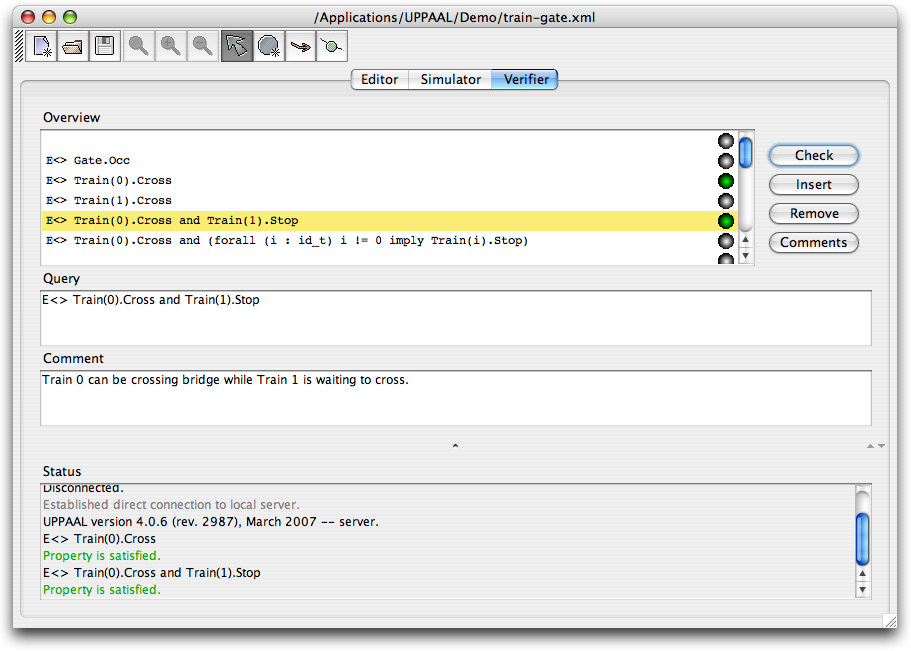 /Applications/UPPAAL/Demo/train-gate.xml
Editor Simulator Verifier
Overview
E<> Gate.Occ
E<> Train(0).Cross
E<> Train(1).Cross
E<> Train(0).Cross and Train(1).Stop
E<> Train(0).Cross and (forall (i : id_t) i != 0 imply Train(i).Stop)
Check
Insert
Remove
Comments
Query
E<> Train(0).Cross and Train(1).Stop
Comment
Train 0 can be crossing bridge while Train 1 is waiting to cross.
Status
Disconnected.
Established direct connection to local server.
UPPAAL version 4.0.6 (rev. 2987), March 2007 -- server.
E<> Train(0).Cross
Property is satisfied.
E<> Train(0).Cross and Train(1).Stop
Property is satisfied.